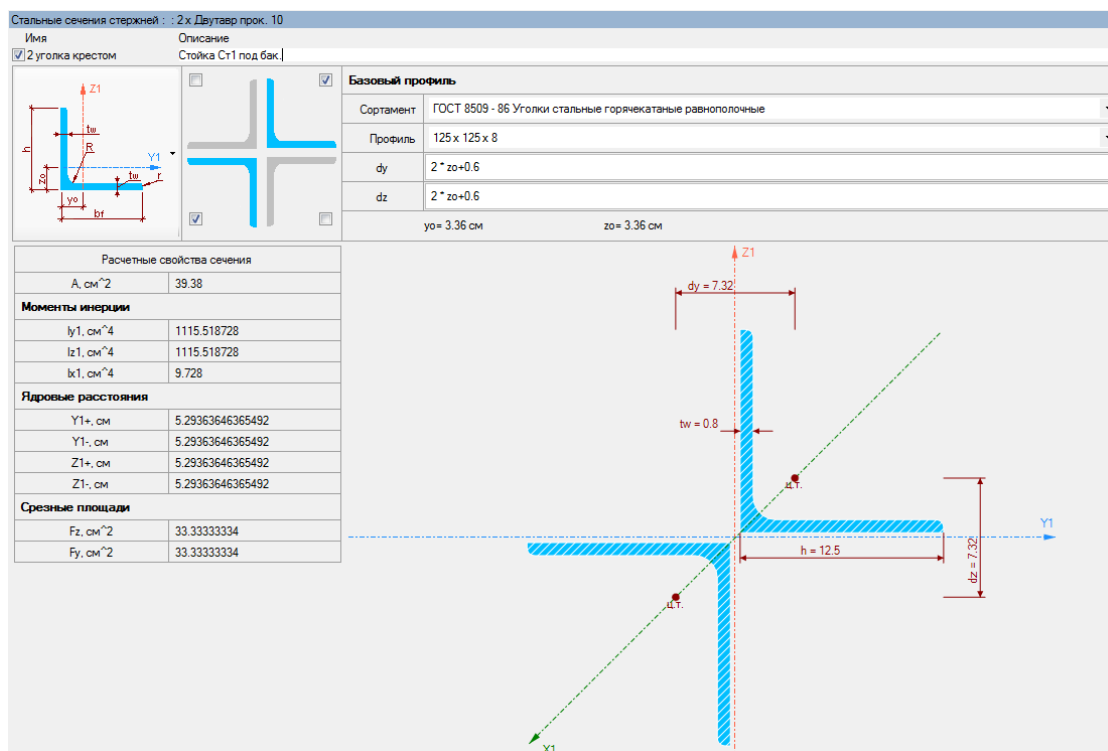 Стальные сечения стержней : : 2 x Двутавр прок. 10
Имя Описание
2 уголка крестом Стойка Ст1 под бак.
Z1
tw
h
R
Y1
zo
tw
r
yo
bf
Базовый профиль
Сортамент ГОСТ 8509 - 86 Уголки стальные горячекатаные равнополочные
Профиль 125 x 125 x 8
dy 2 * zo+0.6
dz 2 * zo+0.6
yo= 3.36 см zo= 3.36 см
Расчетные свойства сечения
A, см^2 39.38
Моменты инерции
Iy1, см^4 1115.518728
Iz1, см^4 1115.518728
Ix1, см^4 9.728
Ядровые расстояния
Y1+, см 5.29363646365492
Y1-, см 5.29363646365492
Z1+, см 5.29363646365492
Z1-, см 5.29363646365492
Срезные площади
Fz, см^2 33.33333334
Fy, см^2 33.33333334
Z1
dy = 7.32
tw = 0.8
ц.т.
Y1
h = 12.5
dz = 7.32
ц.т.
X1